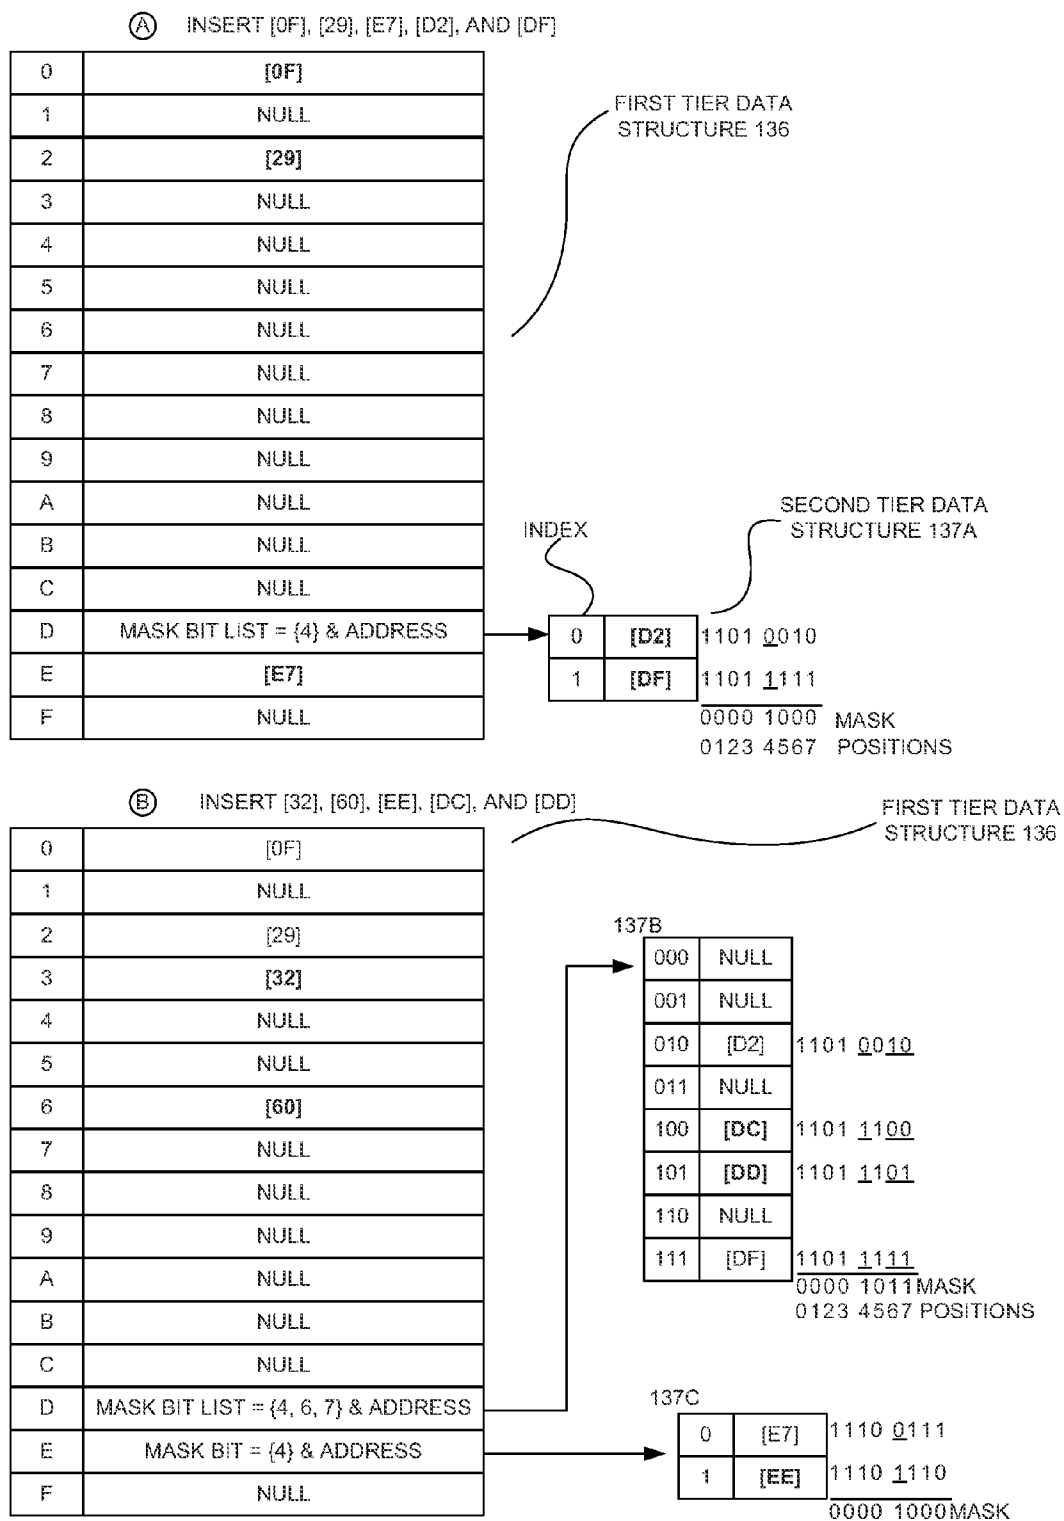 A INSERT [0F], [29], [E7], [D2], AND [DF]
0 [0F]
1 NULL
2 [29]
3 NULL
4 NULL
5 NULL
6 NULL
7 NULL
8 NULL
9 NULL
A NULL
B NULL
C NULL
D MASK BIT LIST = {4} & ADDRESS
E [E7]
F NULL
FIRST TIER DATA
STRUCTURE 136
INDEX
SECOND TIER DATA
STRUCTURE 137A
0 [D2] 1101 0010
1 [DF] 1101 1111
0000 1000 MASK
0123 4567 POSITIONS
B INSERT [32], [60], [EE], [DC], AND [DD]
FIRST TIER DATA
STRUCTURE 136
0 [0F]
1 NULL
2 [29]
3 [32]
4 NULL
5 NULL
6 [60]
7 NULL
8 NULL
9 NULL
A NULL
B NULL
C NULL
D MASK BIT LIST = {4, 6, 7} & ADDRESS
E MASK BIT = {4} & ADDRESS
F NULL
137B
000 NULL
001 NULL
010 [D2] 1101 0010
011 NULL
100 [DC] 1101 1100
101 [DD] 1101 1101
110 NULL
111 [DF] 1101 1111
0000 1011 MASK
0123 4567 POSITIONS
137C
0 [E7] 1110 0111
1 [EE] 1110 1110
0000 1000 MASK